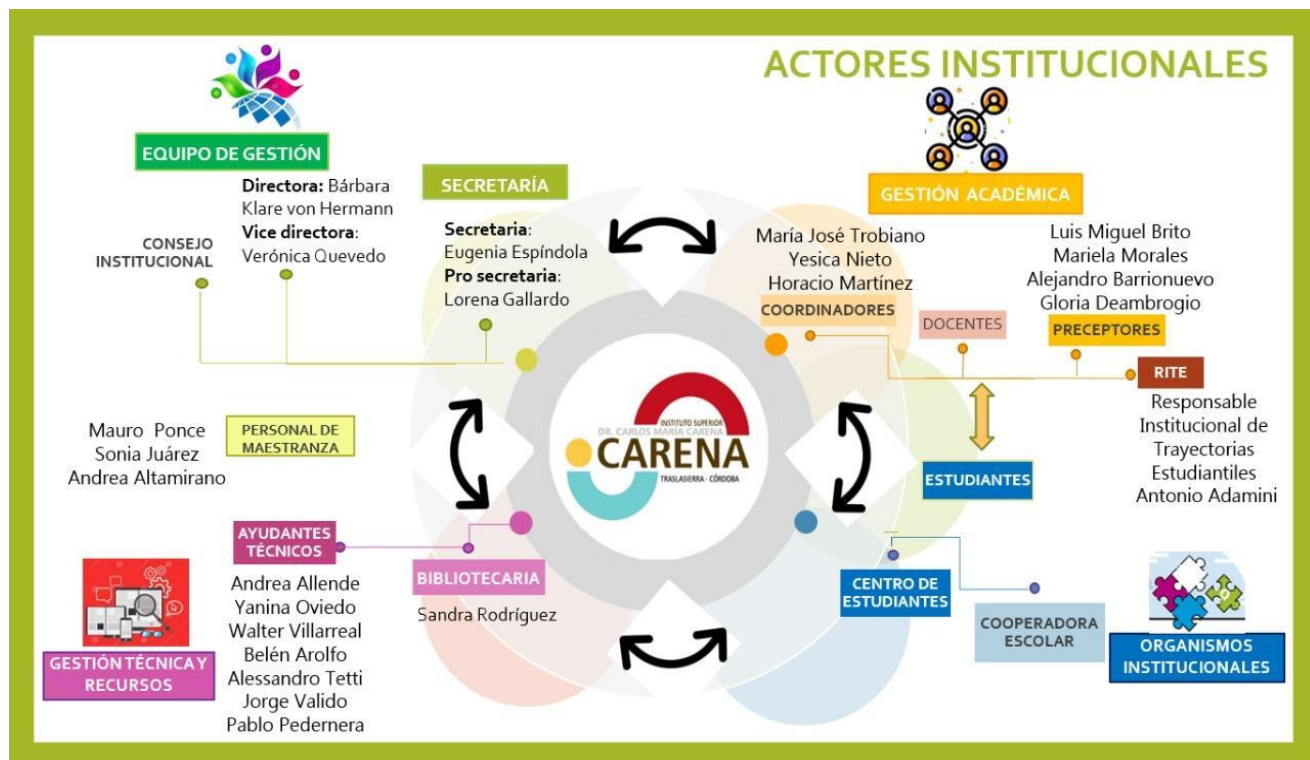 ACTORES INSTITUCIONALES
EQUIPO DE GESTIÓN
Directora: Bárbara
Klare von Hermann
Vice directora:
Verónica Quevedo
CONSEJO
INSTITUCIONAL
SECRETARÍA
Secretaria:
Eugenia Espíndola
Pro secretaria:
Lorena Gallardo
GESTIÓN ACADÉMICA
María José Trobiano
Yesica Nieto
Horacio Martínez
COORDINADORES
DOCENTES
Luis Miguel Brito
Mariela Morales
Alejandro Barrionuevo
Gloria Deambrogio
PRECEPTORES
RITE
Responsable
Institucional de
Trayectorias
Estudiantiles
Antonio Adamini
ESTUDIANTES
Mauro Ponce
Sonia Juárez
Andrea Altamirano
PERSONAL DE
MAESTRANZA
INSTITUTO SUPERIOR
DR. CARLOS MARÍA CARENA
CARENA
TRASLASIERRA - CÓRDOBA
AYUDANTES
TÉCNICOS
Andrea Allende
Yanina Oviedo
Walter Villarreal
Belén Arolfo
Alessandro Tetti
Jorge Valido
Pablo Pedernera
BIBLIOTECARIA
Sandra Rodríguez
GESTIÓN TÉCNICA Y
RECURSOS
CENTRO DE
ESTUDIANTES
COOPERADORA
ESCOLAR
ORGANISMOS
INSTITUCIONALES